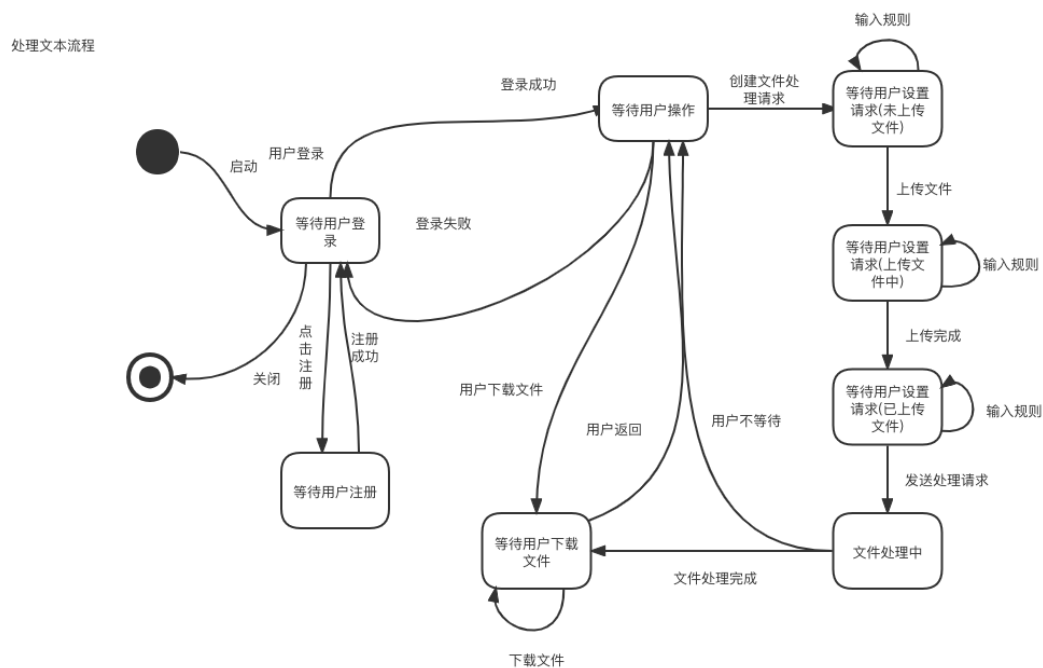 处理文本流程
输入规则
登录成功
创建文件处
理请求
等待用户操作
等待用户设置
请求(未上传
文件)
启动
用户登录
上传文件
等待用户登
录
登录失败
等待用户设置
请求(上传文
件中)
输入规则
点
击
注
册
注册
成功
上传完成
关闭
用户下载文件
等待用户设置
请求(已上传
文件)
输入规则
用户返回
用户不等待
发送处理请求
等待用户注册
等待用户下载
文件
文件处理中
文件处理完成
下载文件